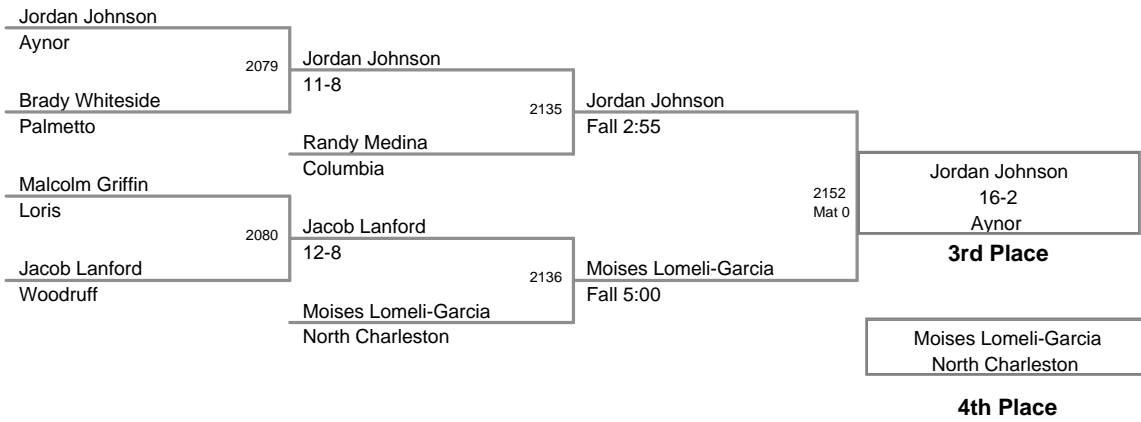 Jordan Johnson
Aynor
2079
Brady Whiteside
Palmetto
Malcolm Griffin
Loris
2080
Jacob Lanford
Woodruff
Jordan Johnson
11-8
2135
Randy Medina
Columbia
Jacob Lanford
12-8
2136
Moises Lomeli-Garcia
North Charleston
Jordan Johnson
Fall 2:55
2152
Mat 0
Moises Lomeli-Garcia
Fall 5:00
Jordan Johnson
16-2
Aynor
3rd Place
Moises Lomeli-Garcia
North Charleston
4th Place